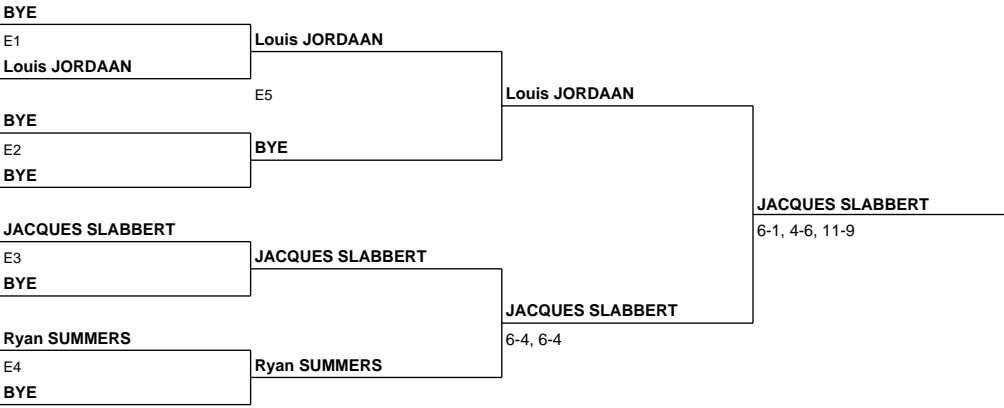 BYE
E1
Louis JORDAAN
BYE
E2
BYE
JACQUES SLABBERT
E3
BYE
Ryan SUMMERS
E4
BYE
Louis JORDAAN
E5
BYE
JACQUES SLABBERT
Ryan SUMMERS
Louis JORDAAN
JACQUES SLABBERT
6-4, 6-4
JACQUES SLABBERT
6-1, 4-6, 11-9